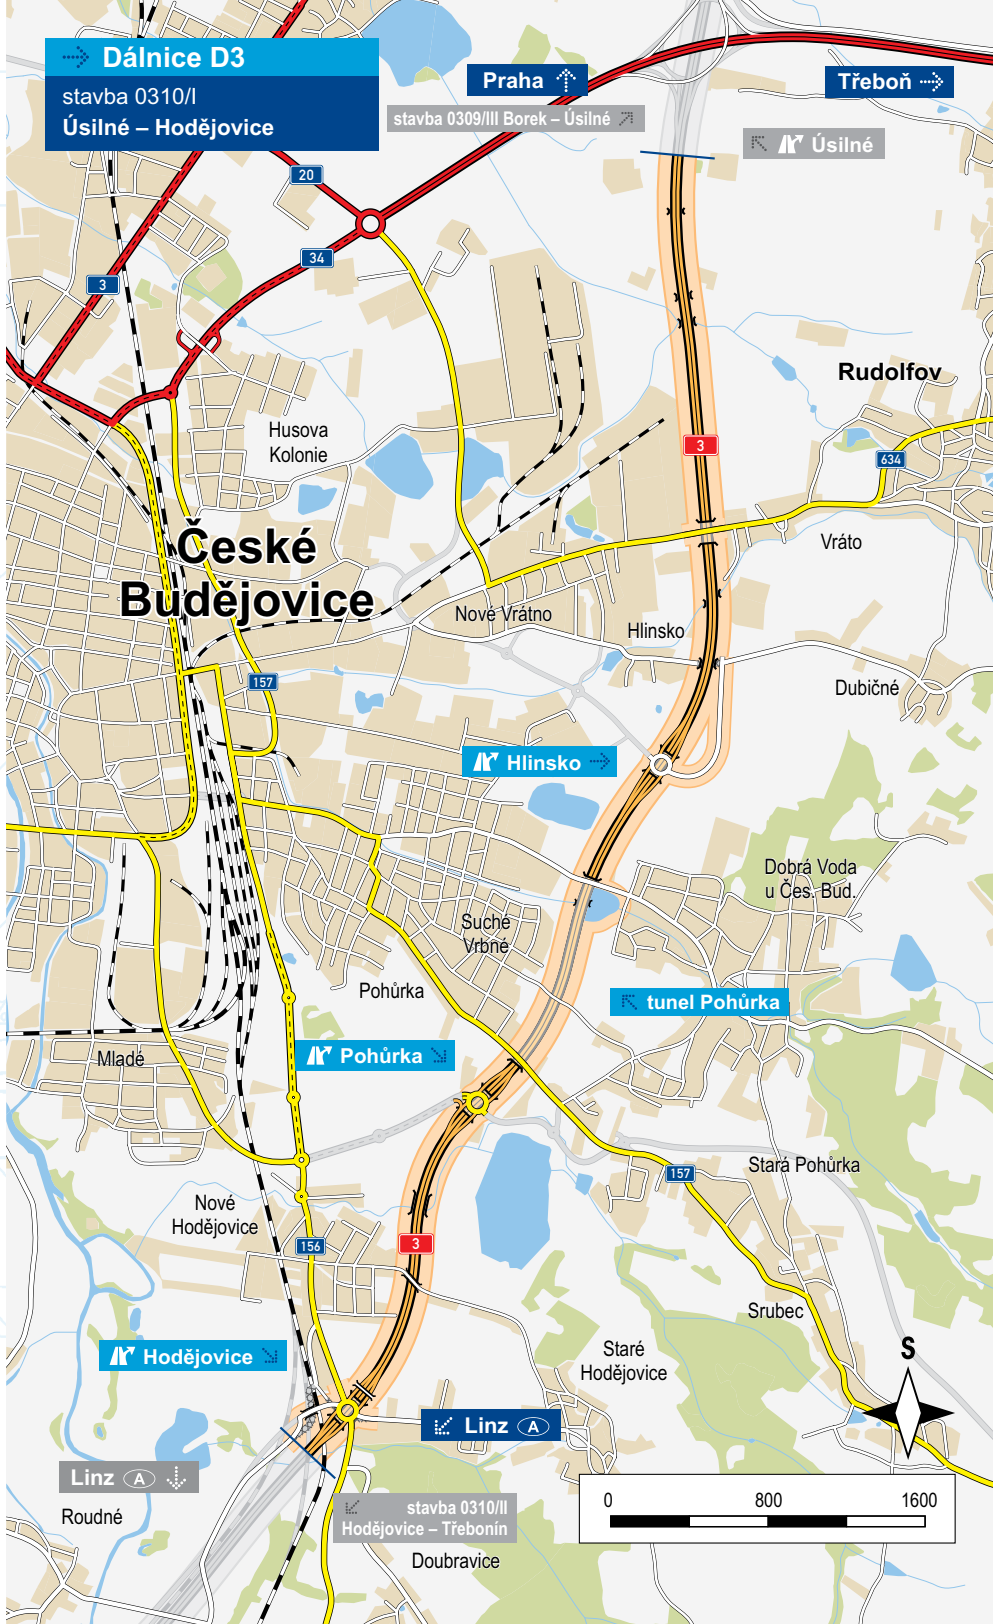 Dálnice D3
stavba 0310/I
Úsilné – Hodějovice
Praha
Třeboň
stavba 0309/III Borek – Úsilné
Úsilné
20
34
3
Rudolfov
Husova
Kolonie
3
634
České
Budějovice
Vráto
Nové Vrátno
Hlinsko
157
Dubičné
Hlinsko
Dobrá Voda
u Čes. Bud.
Suché
Vrbné
Pohůrka
tunel Pohůrka
Mladé
Pohůrka
Stará Pohůrka
157
Nové
Hodějovice
156
3
Srubec
Staré
Hodějovice
S
Hodějovice
Linz A
Linz A
Roudné
stavba 0310/II
Hodějovice – Třebonín
Doubravice
0 800 1600